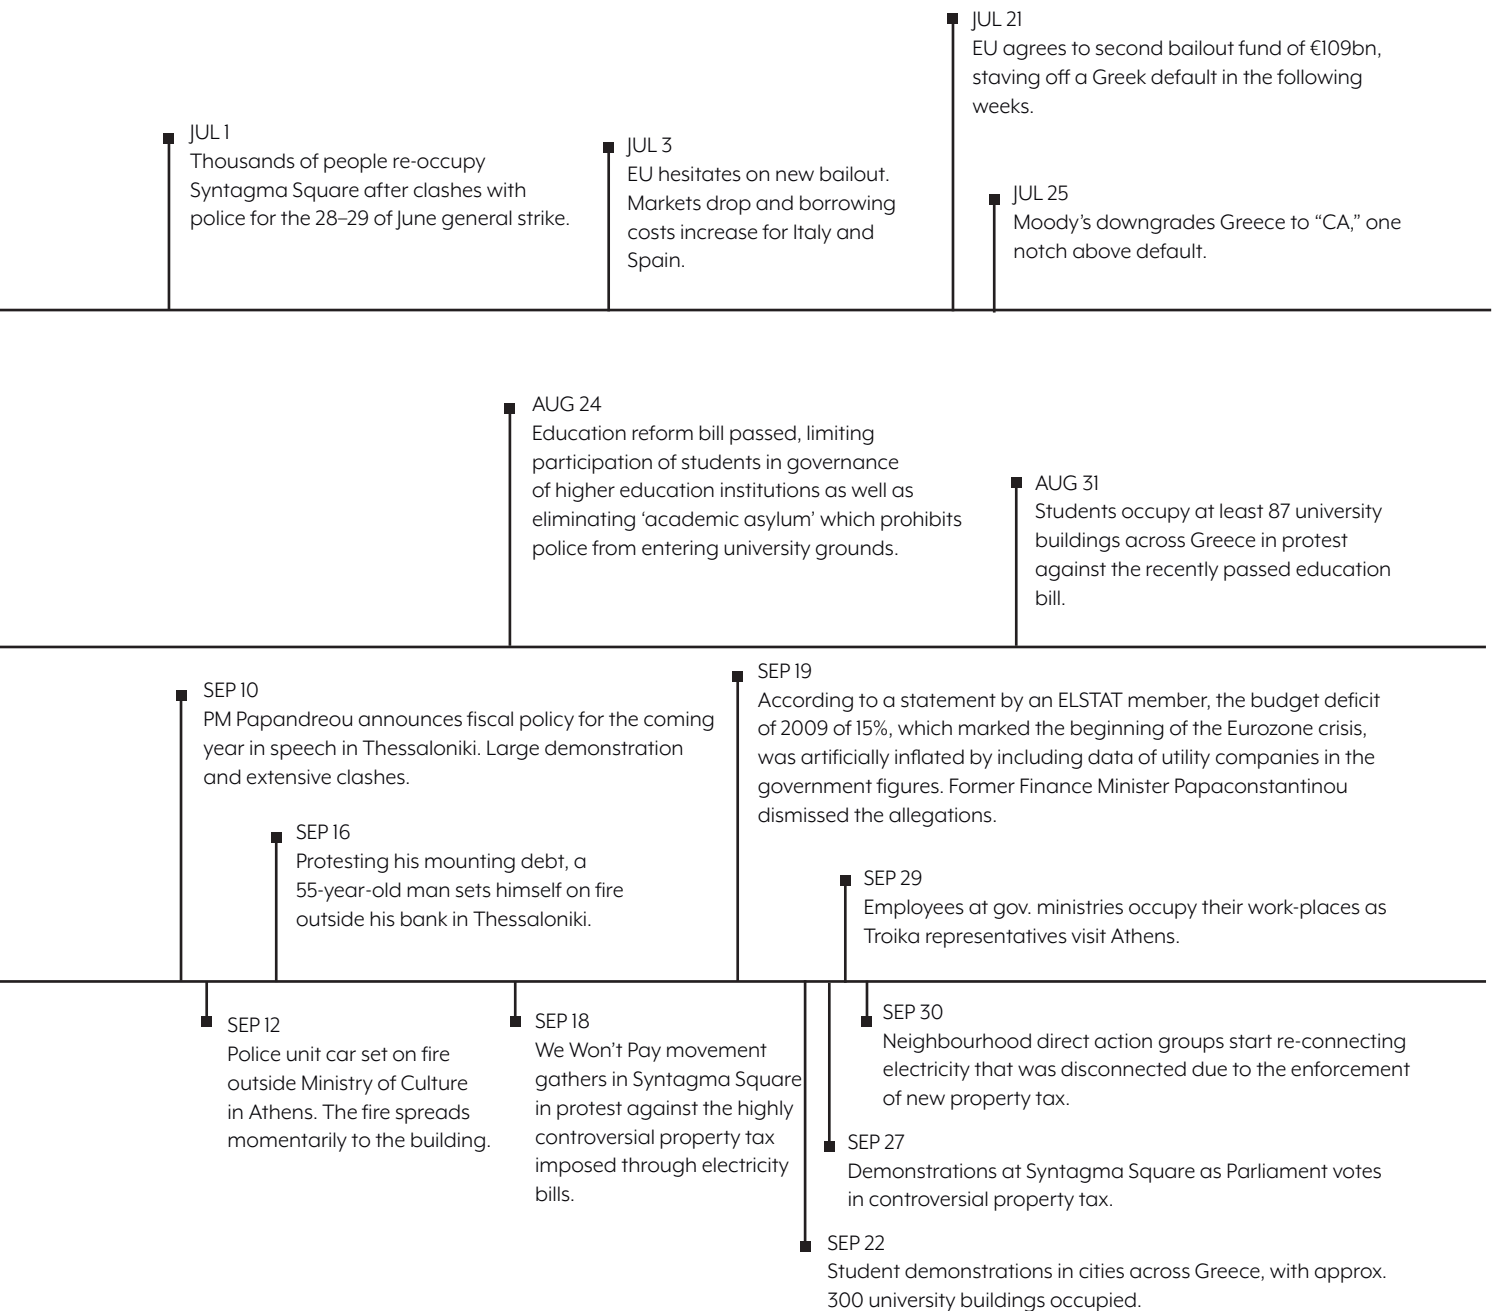 JUL 1
Thousands of people re-occupy
Syntagma Square after clashes with
police for the 28–29 of June general strike.
JUL 3
EU hesitates on new bailout.
Markets drop and borrowing
costs increase for Italy and
Spain.
JUL 21
EU agrees to second bailout fund of €109bn,
staving off a Greek default in the following
weeks.
JUL 25
Moody’s downgrades Greece to “CA,” one
notch above default.
AUG 24
Education reform bill passed, limiting
participation of students in governance
of higher education institutions as well as
eliminating ‘academic asylum’ which prohibits
police from entering university grounds.
AUG 31
Students occupy at least 87 university
buildings across Greece in protest
against the recently passed education
bill.
SEP 10
PM Papandreou announces fiscal policy for the coming
year in speech in Thessaloniki. Large demonstration
and extensive clashes.
SEP 12
Police unit car set on fire
outside Ministry of Culture
in Athens. The fire spreads
momentarily to the building.
SEP 16
Protesting his mounting debt, a
55-year-old man sets himself on fire
outside his bank in Thessaloniki.
SEP 18
We Won’t Pay movement
gathers in Syntagma Square
in protest against the highly
controversial property tax
imposed through electricity
bills.
SEP 19
According to a statement by an ELSTAT member, the budget deficit
of 2009 of 15%, which marked the beginning of the Eurozone crisis,
was artificially inflated by including data of utility companies in the
government figures. Former Finance Minister Papaconstantinou
dismissed the allegations.
SEP 22
Student demonstrations in cities across Greece, with approx.
300 university buildings occupied.
SEP 27
Demonstrations at Syntagma Square as Parliament votes
in controversial property tax.
SEP 29
Employees at gov. ministries occupy their work-places as
Troika representatives visit Athens.
SEP 30
Neighbourhood direct action groups start re-connecting
electricity that was disconnected due to the enforcement
of new property tax.